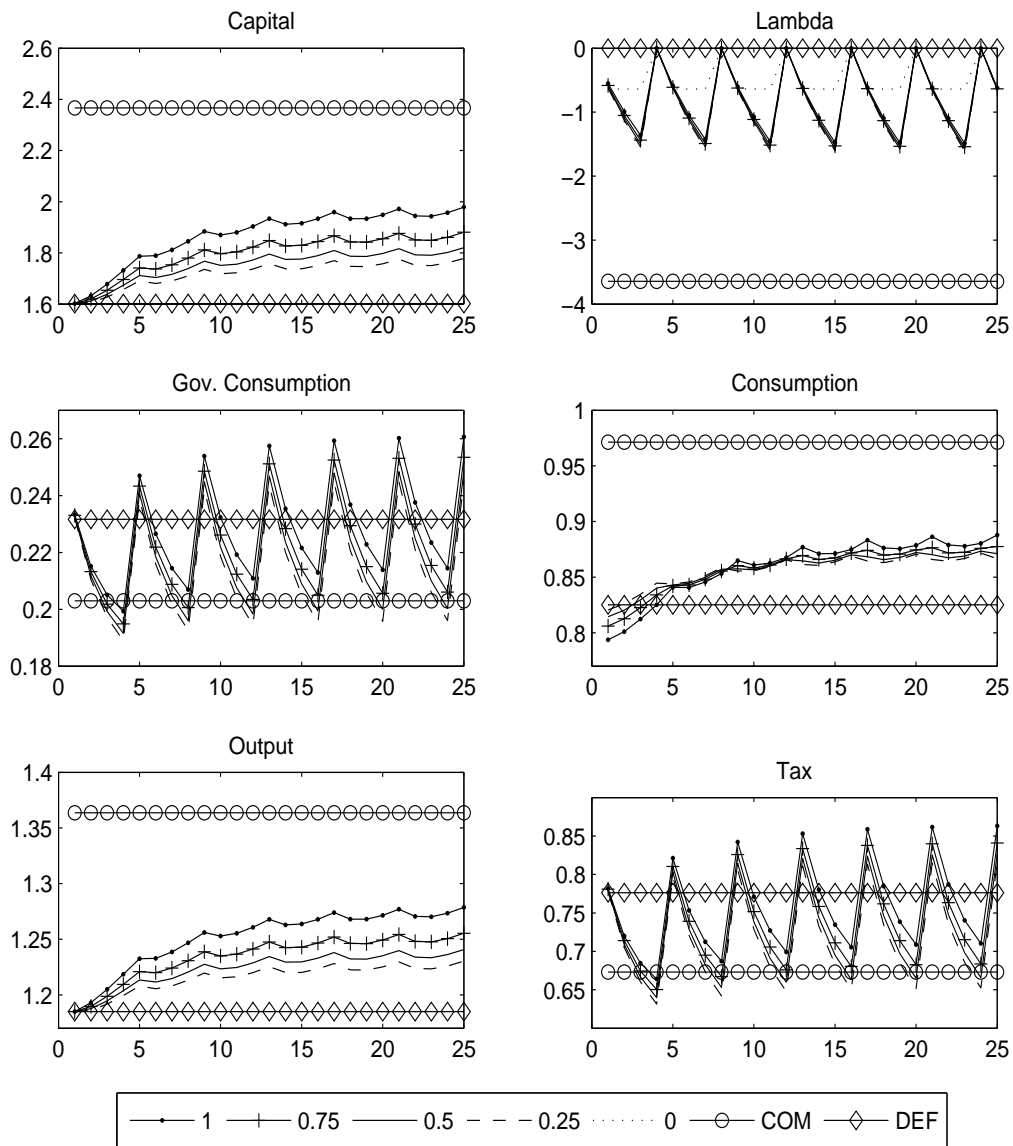 Capital
2.6
2.4
2.2
2
1.8
1.6
0 5 10 15 20 25
Lambda
0
−1
−2
−3
−4
0 5 10 15 20 25
Gov. Consumption
0.26
0.24
0.22
0.2
0.18
0 5 10 15 20 25
Consumption
1
0.95
0.9
0.85
0.8
0 5 10 15 20 25
Output
1.4
1.35
1.3
1.25
1.2
0 5 10 15 20 25
Tax
0.85
0.8
0.75
0.7
0.65
0 5 10 15 20 25
1 0.75 0.5 0.25 0 COM DEF